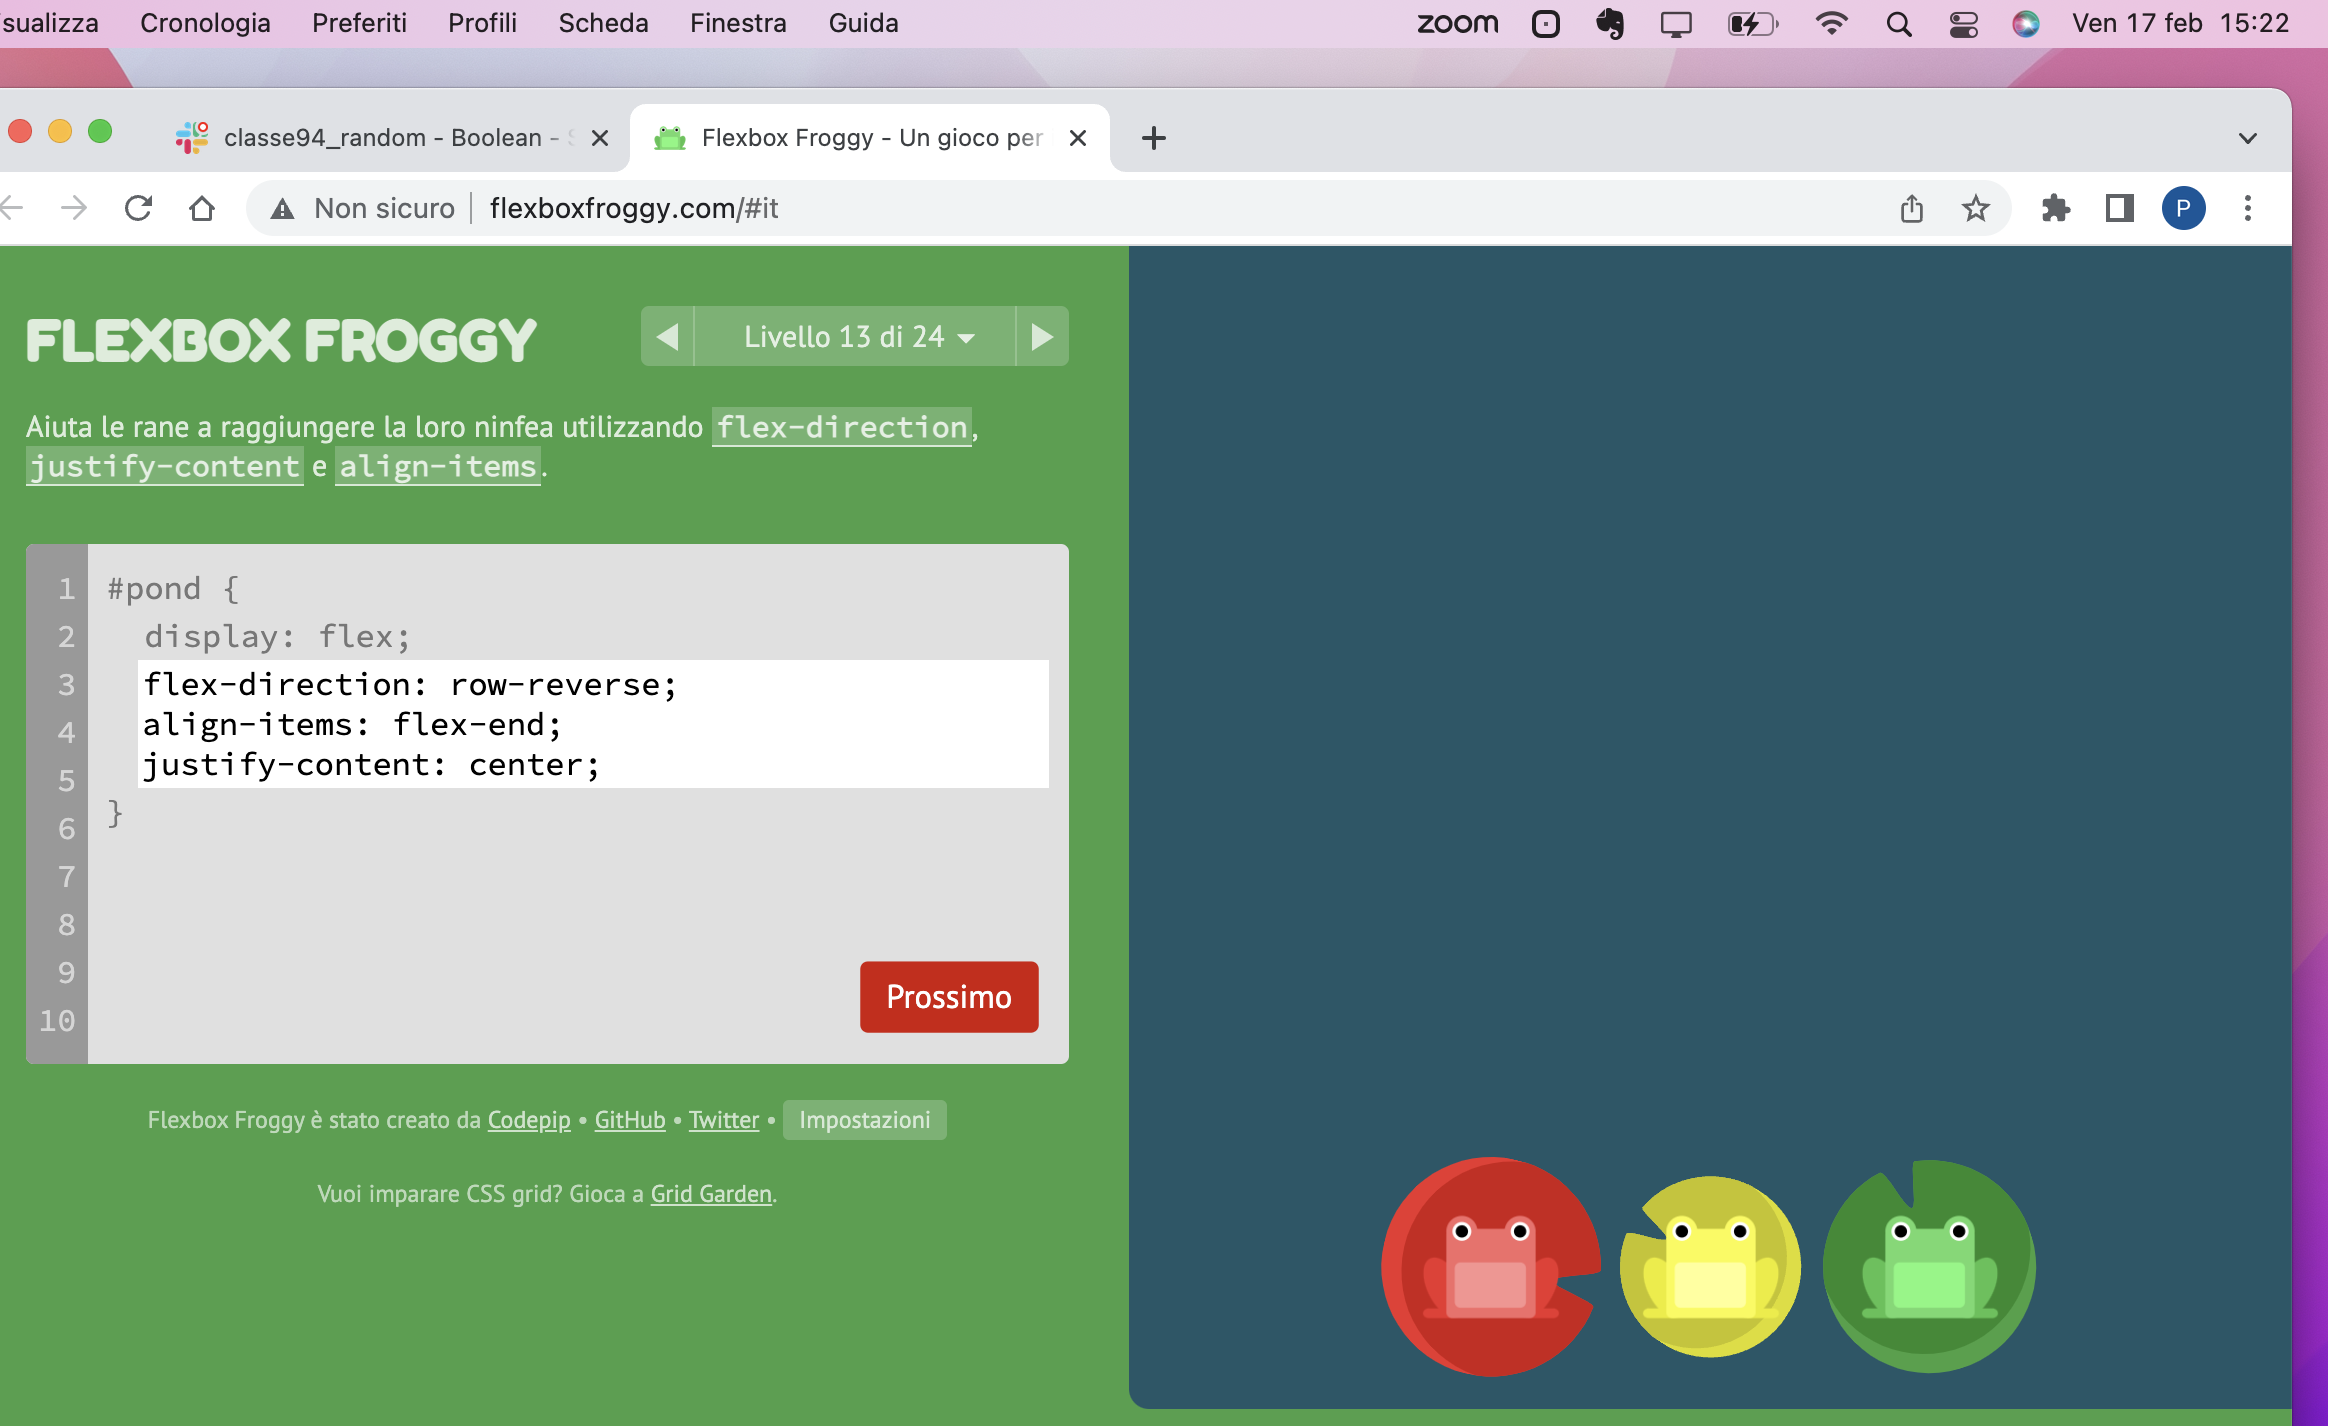 sualizza Cronologia Preferiti Profili Scheda Finestra Guida zoom Ven 17 feb 15:22
classe94_random - Boolean - S Flexbox Froggy - Un gioco per
Non sicuro flexboxfroggy.com/#it P
FLEXBOX FROGGY
Livello 13 di 24
Aiuta le rane a raggiungere la loro ninfea utilizzando flex-direction,
justify-content e align-items.
1 #pond {
2 display: flex;
3 flex-direction: row-reverse;
4 align-items: flex-end;
5 justify-content: center;
6 }
7
8
9
10
Prossimo
Flexbox Froggy è stato creato da Codepip • GitHub • Twitter • Impostazioni
Vuoi imparare CSS grid? Gioca a Grid Garden.